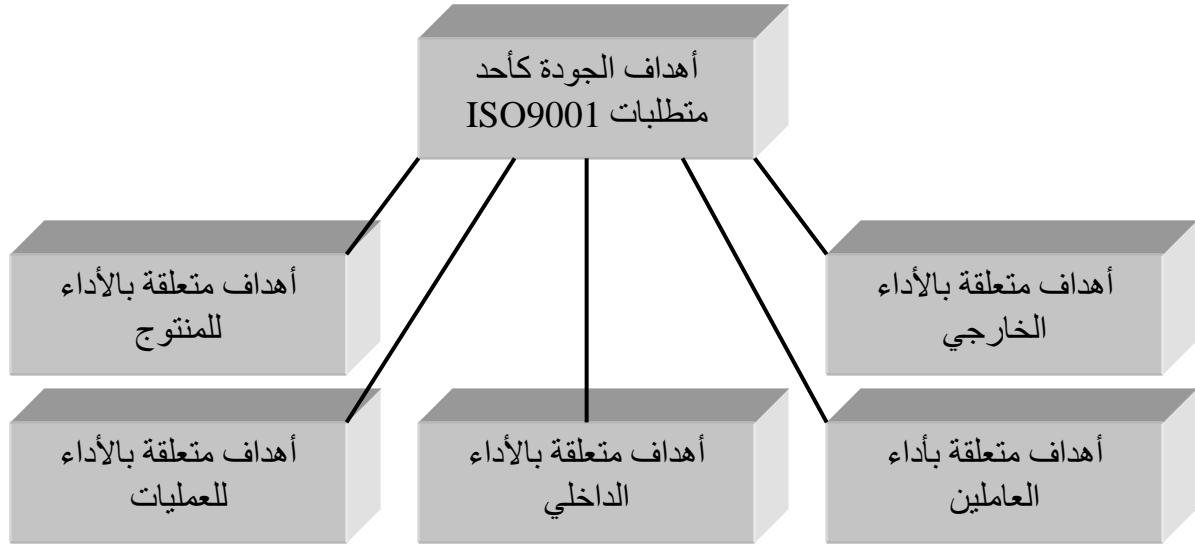 أهداف الجودة كأحد
متطلبات ISO9001
أهداف متعلقة بالأداء
الخارجي
أهداف متعلقة بالأداء
للمنتوج
أهداف متعلقة بأداء
العاملين
أهداف متعلقة بالأداء
الداخلي
أهداف متعلقة بالأداء
للعمليات